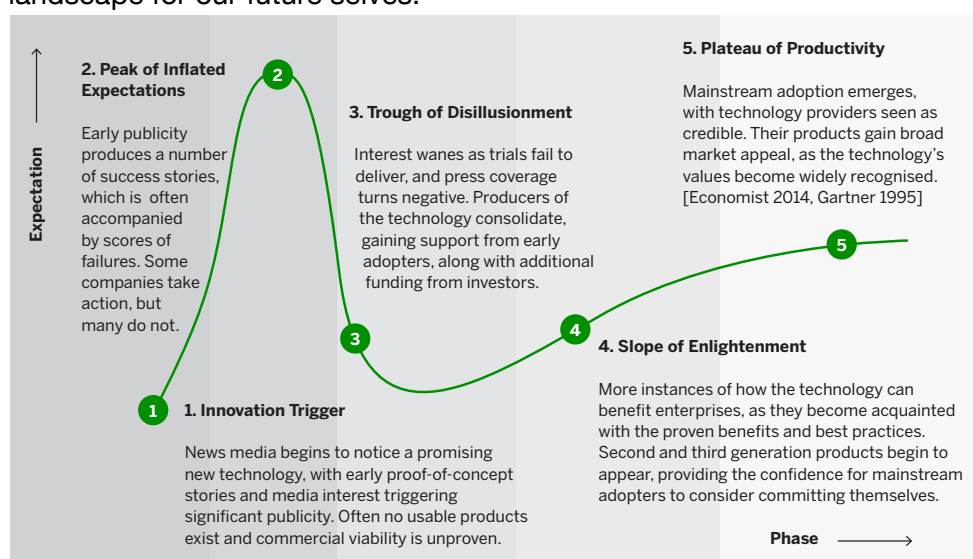 landscape for our future selves.
2. Peak of Inflated
Expectations
Early publicity
produces a number
of success stories,
which is often
accompanied
by scores of
failures. Some
companies take
action, but
many do not.
Expectation
2
3. Trough of Disillusionment
Interest wanes as trials fail to
deliver, and press coverage
turns negative. Producers of
the technology consolidate,
gaining support from early
adopters, along with additional
funding from investors.
5. Plateau of Productivity
Mainstream adoption emerges,
with technology providers seen as
credible. Their products gain broad
market appeal, as the technology’s
values become widely recognised.
[Economist 2014, Gartner 1995]
5
3
4
4. Slope of Enlightenment
More instances of how the technology can
benefit enterprises, as they become acquainted
with the proven benefits and best practices.
Second and third generation products begin to
appear, providing the confidence for mainstream
adopters to consider committing themselves.
1
1. Innovation Trigger
News media begins to notice a promising
new technology, with early proof-of-concept
stories and media interest triggering
significant publicity. Often no usable products
exist and commercial viability is unproven.
Phase